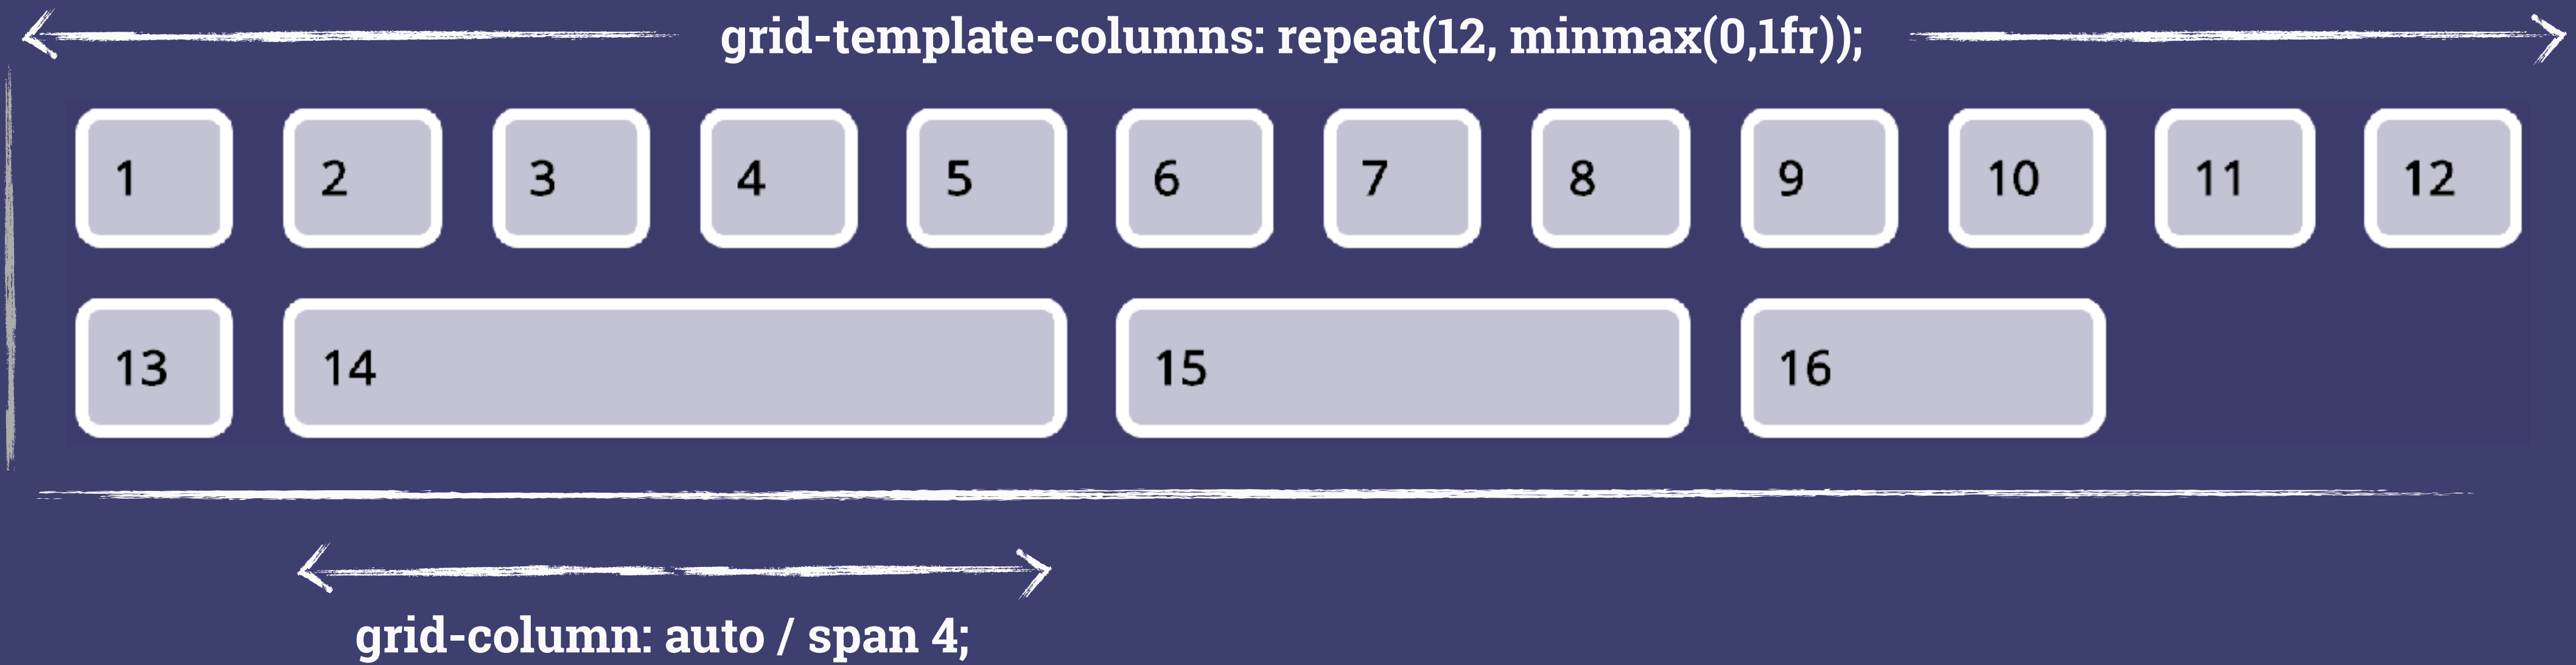 grid-template-columns: repeat(12, minmax(0,1fr));
1 2 3 4 5 6 7 8 9 10 11 12
13 14 15 16
grid-column: auto / span 4;